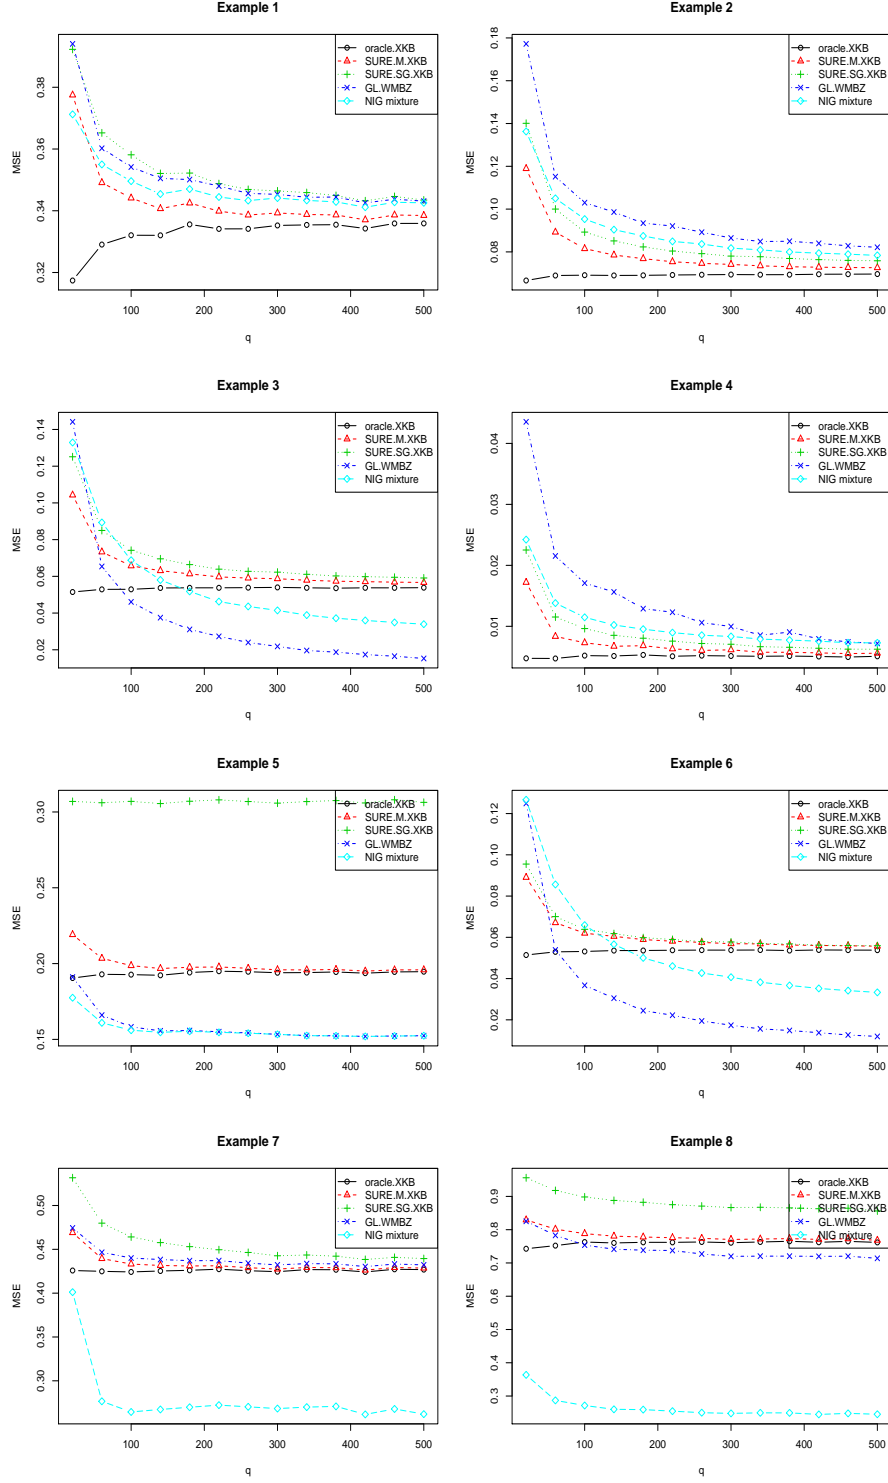 Example 1
oracle.XKB
SURE.M.XKB
SURE.SG.XKB
GL.WMBZ
NIG mixture
MSE
0.32 0.34 0.36 0.38
100 200 300 400 500
q
Example 2
oracle.XKB
SURE.M.XKB
SURE.SG.XKB
GL.WMBZ
NIG mixture
MSE
0.08 0.10 0.12 0.14 0.16 0.18
100 200 300 400 500
q
Example 3
oracle.XKB
SURE.M.XKB
SURE.SG.XKB
GL.WMBZ
NIG mixture
MSE
0.02 0.04 0.06 0.08 0.10 0.12 0.14
100 200 300 400 500
q
Example 4
oracle.XKB
SURE.M.XKB
SURE.SG.XKB
GL.WMBZ
NIG mixture
MSE
0.01 0.02 0.03 0.04
100 200 300 400 500
q
Example 5
oracle.XKB
SURE.M.XKB
SURE.SG.XKB
GL.WMBZ
NIG mixture
MSE
0.15 0.20 0.25 0.30
100 200 300 400 500
q
Example 6
oracle.XKB
SURE.M.XKB
SURE.SG.XKB
GL.WMBZ
NIG mixture
MSE
0.02 0.04 0.06 0.08 0.10 0.12
100 200 300 400 500
q
Example 7
oracle.XKB
SURE.M.XKB
SURE.SG.XKB
GL.WMBZ
NIG mixture
MSE
0.30 0.35 0.40 0.45 0.50
100 200 300 400 500
q
Example 8
oracle.XKB
SURE.M.XKB
SURE.SG.XKB
GL.WMBZ
NIG mixture
MSE
0.3 0.4 0.5 0.6 0.7 0.8 0.9
100 200 300 400 500
q